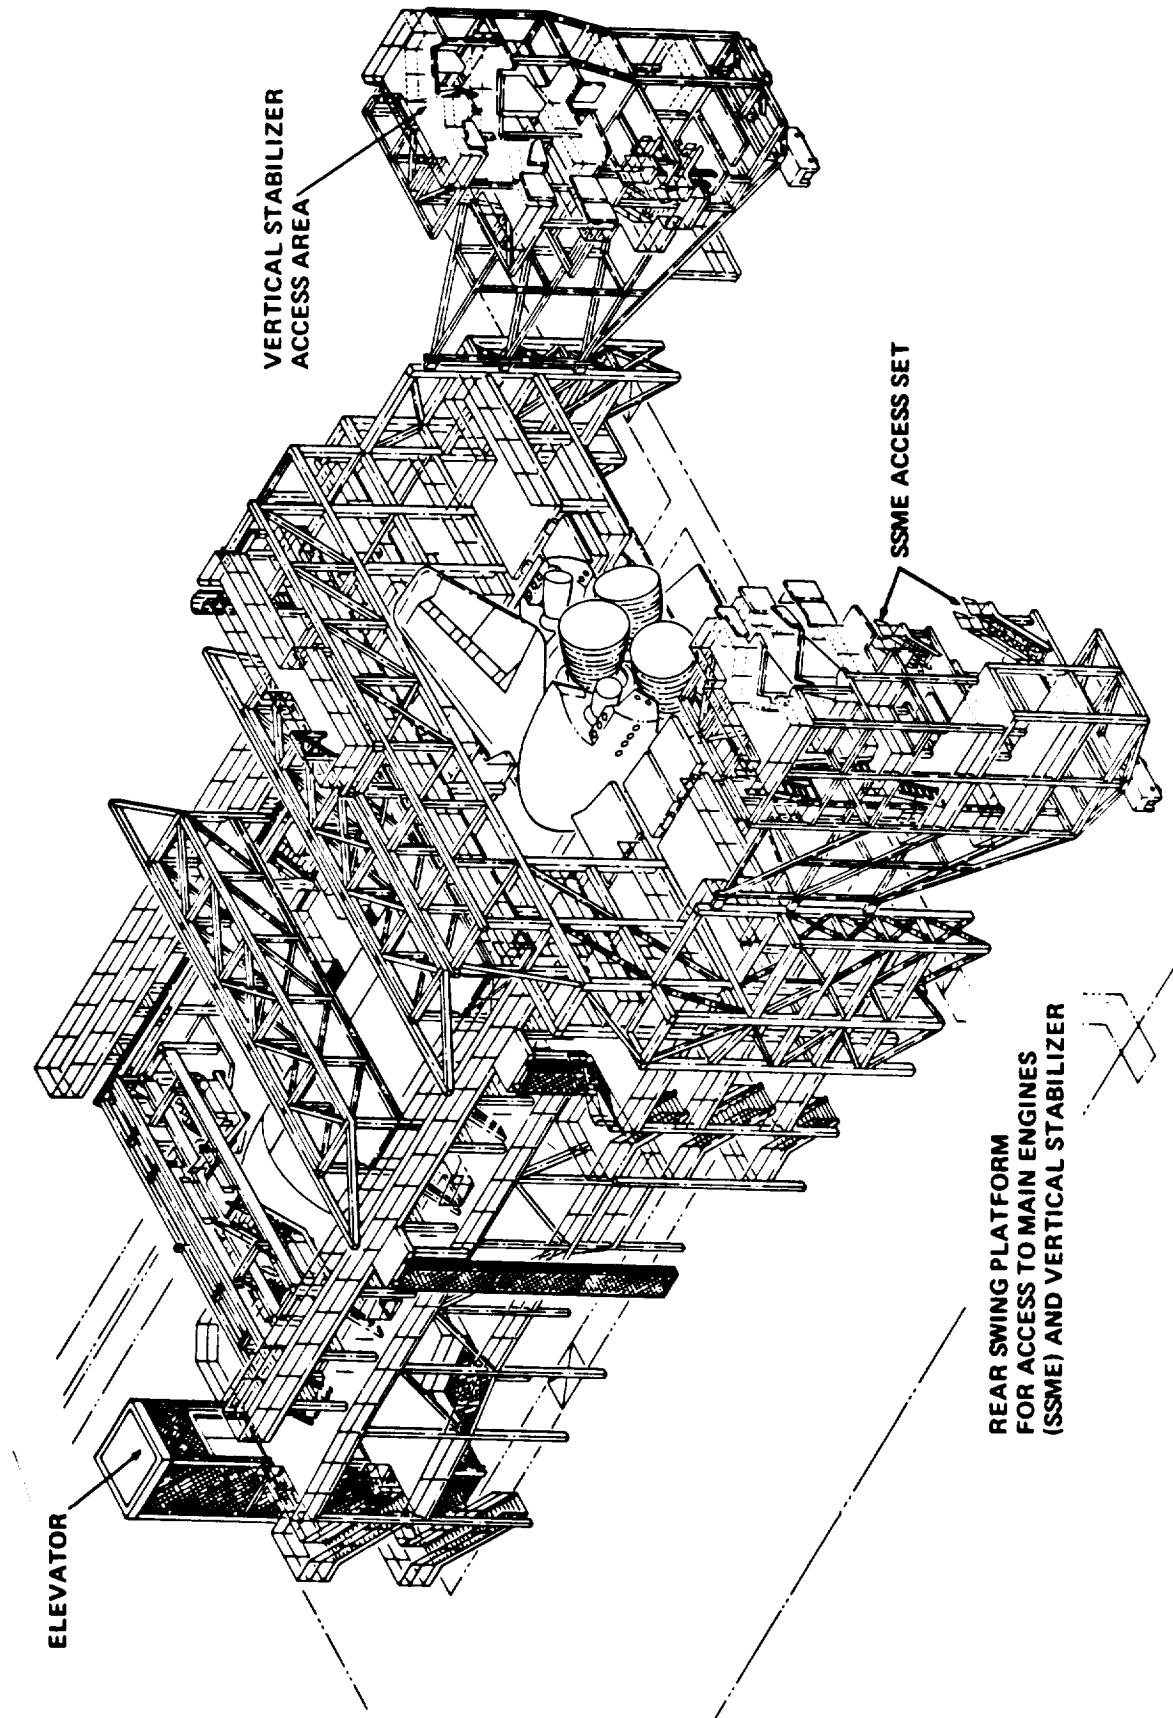 ELEVATOR
VERTICAL STABILIZER
ACCESS AREA
SSME ACCESS SET
REAR SWING PLATFORM
FOR ACCESS TO MAIN ENGINES
(SSME) AND VERTICAL STABILIZER